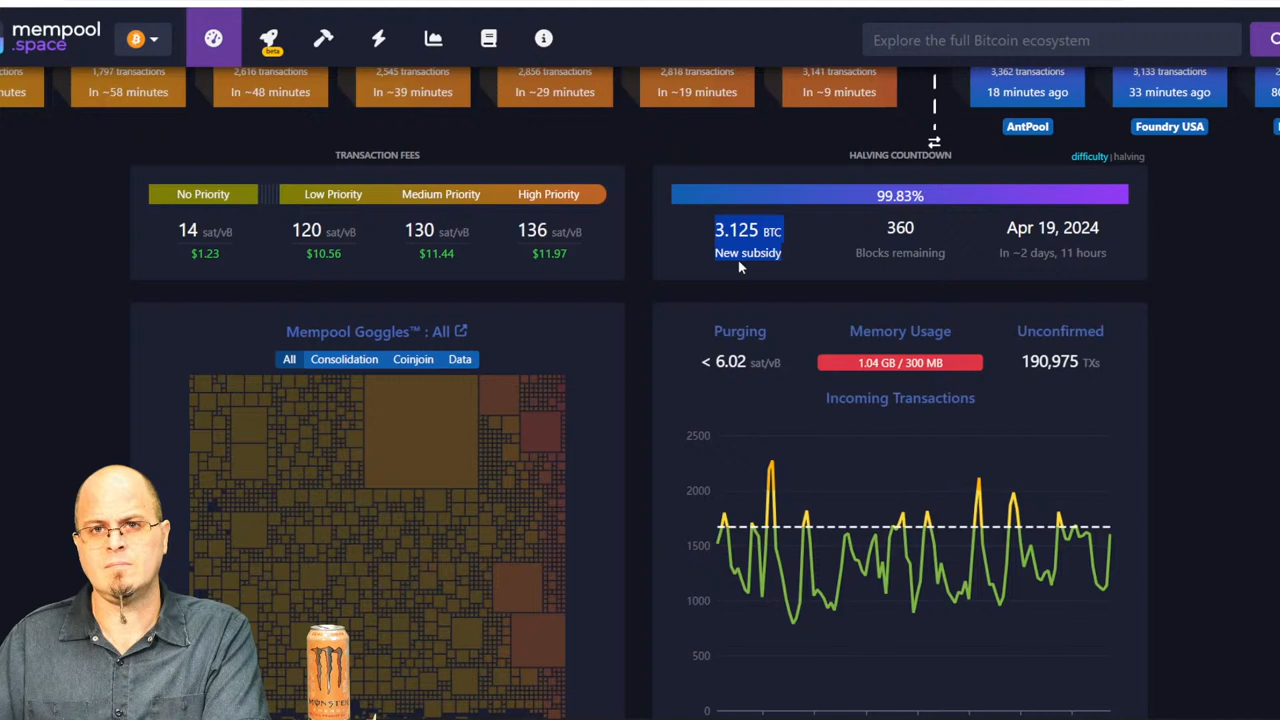 mempool
.space
beta
Explore the full Bitcoin ecosystem
1,797 transactions
2,616 transactions
2,545 transactions
2,856 transactions
2,818 transactions
3,141 transactions
3,362 transactions
3,133 transactions
In ~58 minutes
In ~48 minutes
In ~39 minutes
In ~29 minutes
In ~19 minutes
In ~9 minutes
18 minutes ago
33 minutes ago
AntPool
Foundry USA
TRANSACTION FEES
No Priority
Low Priority
Medium Priority
High Priority
14 sat/vB
120 sat/vB
130 sat/vB
136 sat/vB
$1.23
$10.56
$11.44
$11.97
HALVING COUNTDOWN
difficulty | halving
99.83%
3.125 BTC
360
Apr 19, 2024
New subsidy
Blocks remaining
In ~2 days, 11 hours
Mempool Goggles™ : All
All
Consolidation
Coinjoin
Data
Purging
Memory Usage
Unconfirmed
< 6.02 sat/vB
1.04 GB / 300 MB
190,975 TXs
Incoming Transactions
2500
2000
1500
1000
500
0
MONSTER